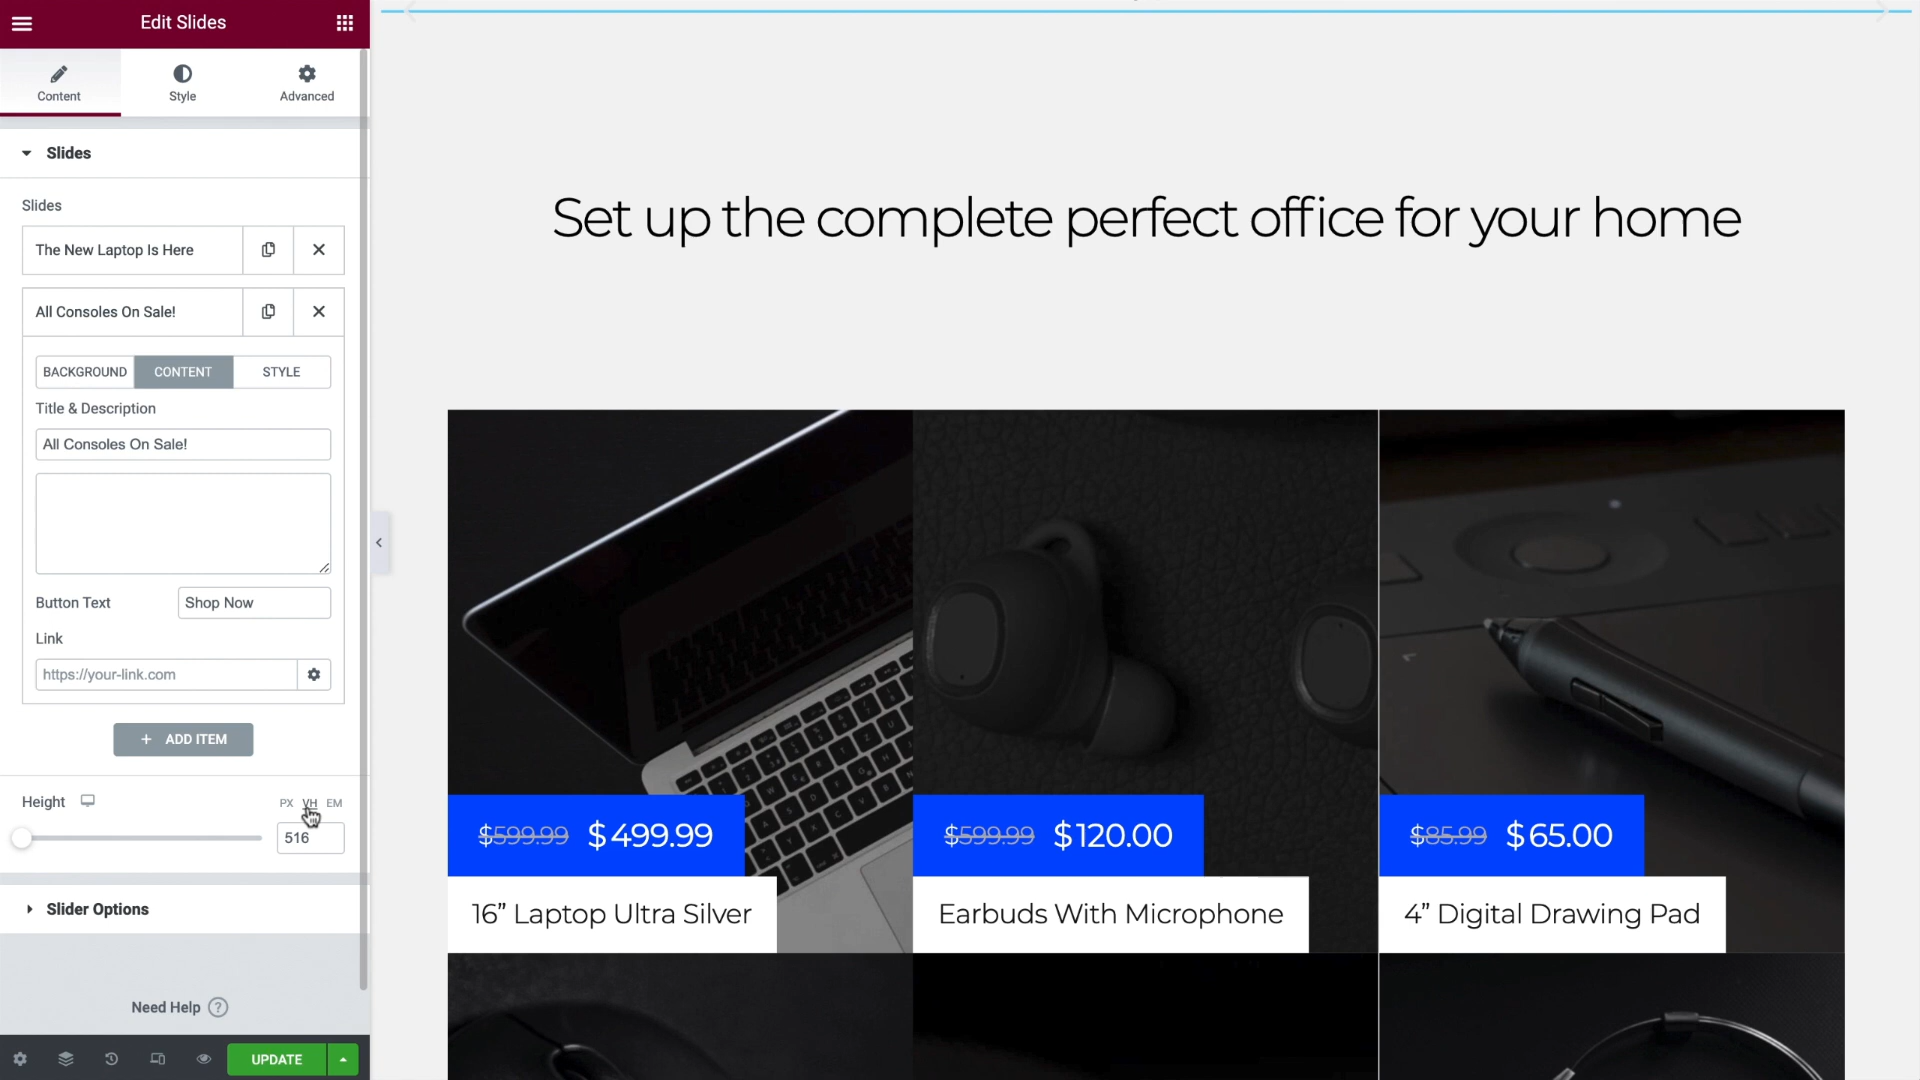 Edit Slides
Content
Style
Advanced
Slides
Slides
The New Laptop Is Here
All Consoles On Sale!
BACKGROUND
CONTENT
STYLE
Title & Description
All Consoles On Sale!
Button Text
Shop Now
Link
https://your-link.com
+ ADD ITEM
Height
PX VH EM
516
Slider Options
Need Help ?
UPDATE
Set up the complete perfect office for your home
$599.99 $499.99
16” Laptop Ultra Silver
$599.99 $120.00
Earbuds With Microphone
$85.99 $65.00
4” Digital Drawing Pad